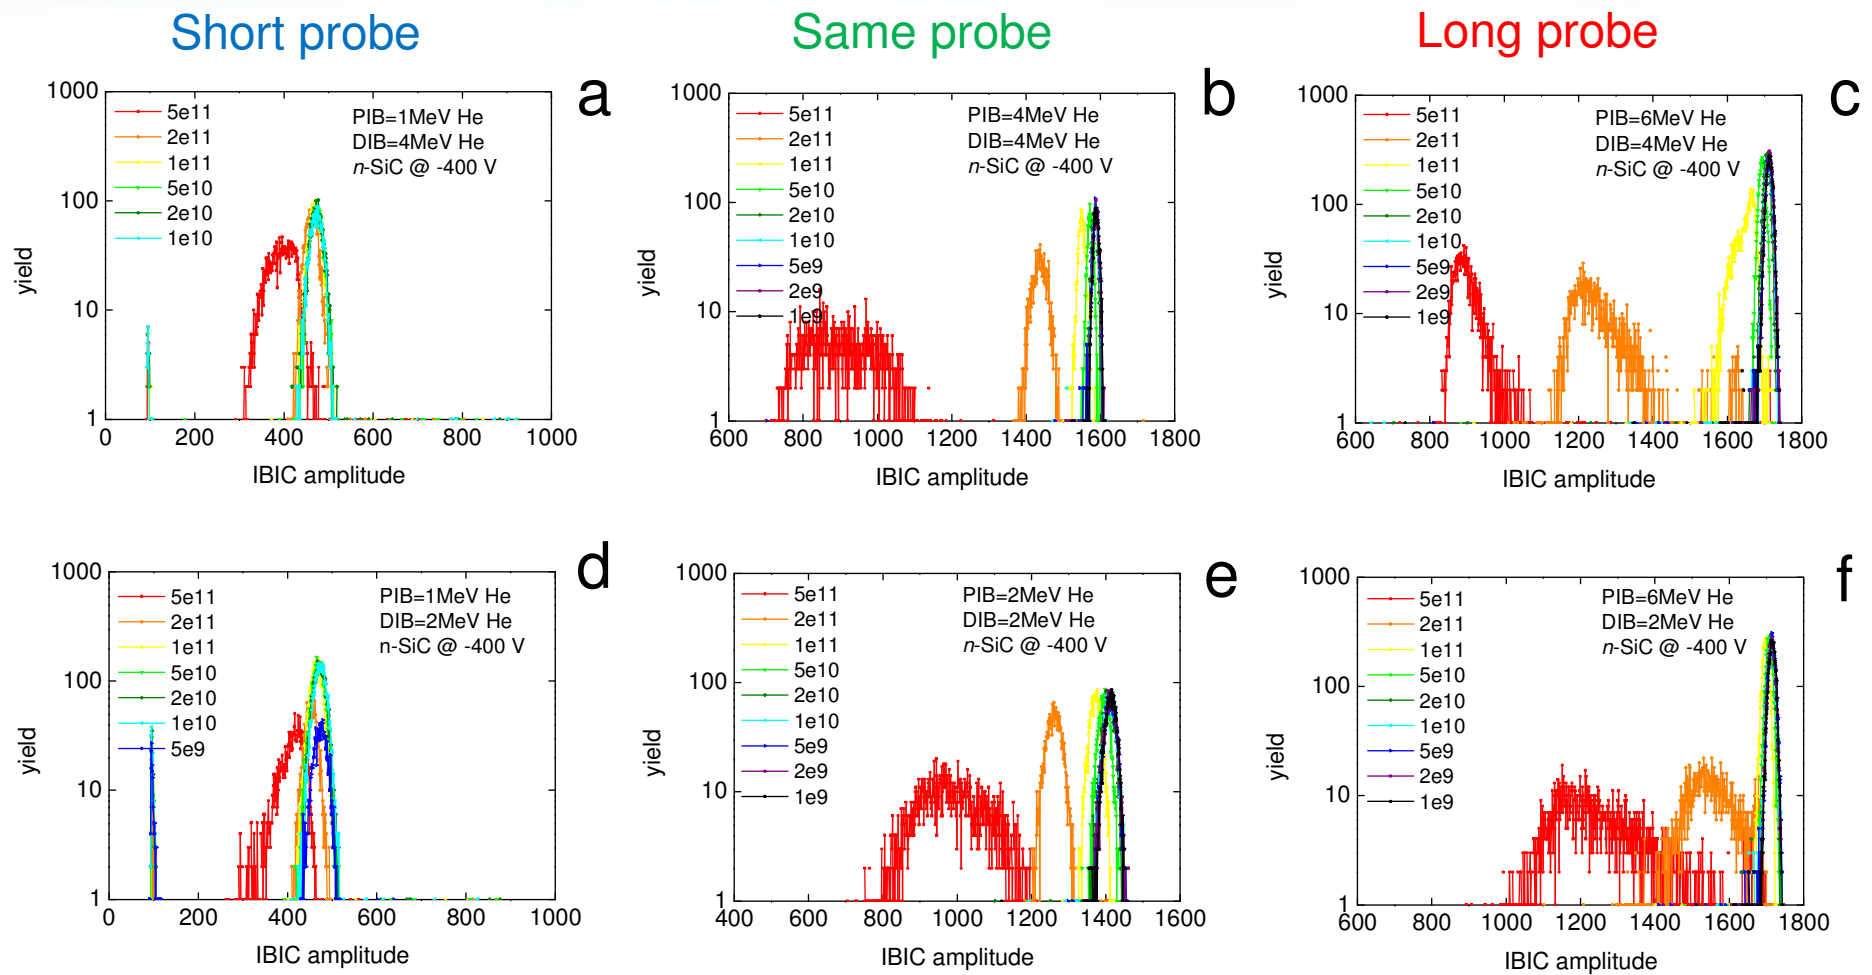 Short probe
Same probe
Long probe
a
1000
100
10
1
0
200
400
600
800
1000
yield
IBIC amplitude
5e11
2e11
1e11
5e10
2e10
1e10
PIB=1MeV He
DIB=4MeV He
n-SiC @ -400 V
b
1000
100
10
1
600
800
1000
1200
1400
1600
1800
yield
IBIC amplitude
5e11
2e11
1e11
5e10
2e10
1e10
5e9
2e9
1e9
PIB=4MeV He
DIB=4MeV He
n-SiC @ -400 V
c
1000
100
10
1
600
800
1000
1200
1400
1600
1800
yield
IBIC amplitude
5e11
2e11
1e11
5e10
2e10
1e10
5e9
2e9
1e9
PIB=6MeV He
DIB=4MeV He
n-SiC @ -400 V
d
1000
100
10
1
0
200
400
600
800
1000
yield
IBIC amplitude
5e11
2e11
1e11
5e10
2e10
1e10
5e9
PIB=1MeV He
DIB=2MeV He
n-SiC @ -400 V
e
1000
100
10
1
400
600
800
1000
1200
1400
1600
yield
IBIC amplitude
5e11
2e11
1e11
5e10
2e10
1e10
5e9
2e9
1e9
PIB=2MeV He
DIB=2MeV He
n-SiC @ -400 V
f
1000
100
10
1
600
800
1000
1200
1400
1600
1800
yield
IBIC amplitude
5e11
2e11
1e11
5e10
2e10
1e10
5e9
2e9
1e9
PIB=6MeV He
DIB=2MeV He
n-SiC @ -400 V